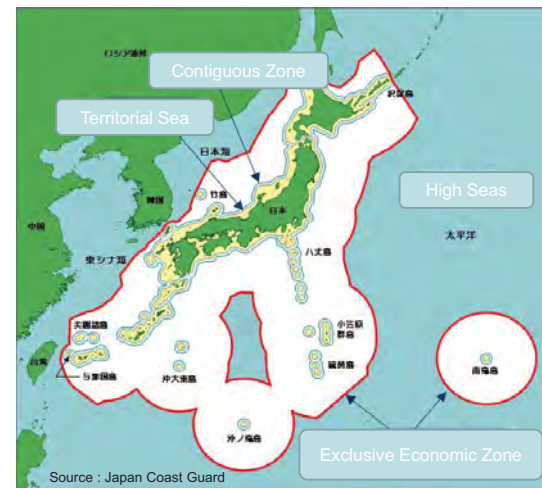 ロシア連邦
Contiguous Zone
択捉島
Territorial Sea
日本海
竹島
High Seas
韓国
日本
中国
太平洋
東シナ海
八丈島
尖閣諸島
小笠原
群島
台湾
硫黄島
与那国島
沖大東島
南鳥島
沖ノ鳥島
Exclusive Economic Zone
Source : Japan Coast Guard